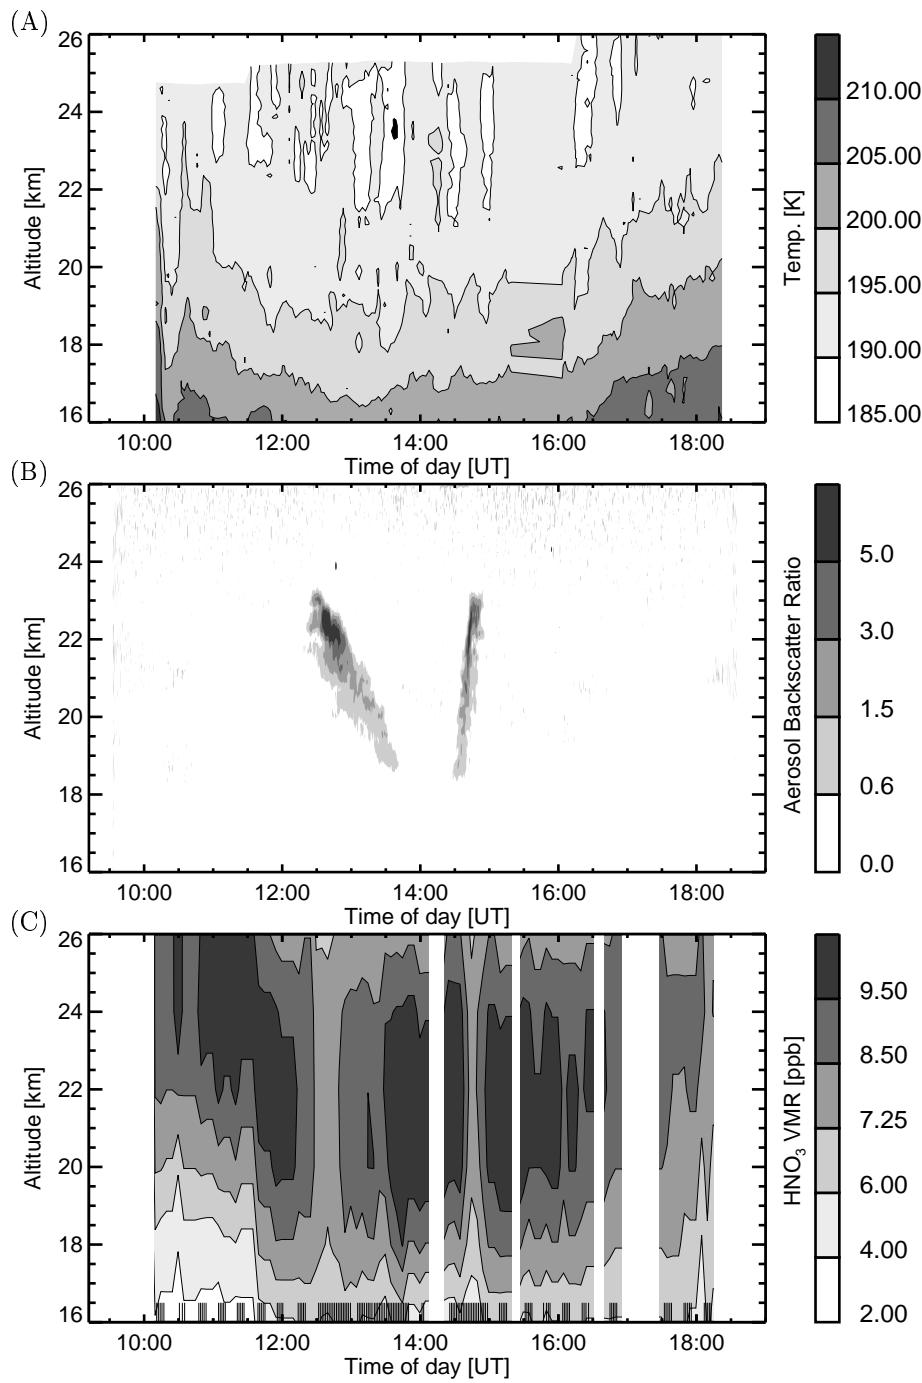 (A)
26
24
22
20
18
16
Altitude [km]
10:00 12:00 14:00 16:00 18:00
Time of day [UT]
Temp. [K]
210.00
205.00
200.00
195.00
190.00
185.00
(B)
26
24
22
20
18
16
Altitude [km]
10:00 12:00 14:00 16:00 18:00
Time of day [UT]
Aerosol Backscatter Ratio
5.0
3.0
1.5
0.6
0.0
(C)
26
24
22
20
18
16
Altitude [km]
10:00 12:00 14:00 16:00 18:00
Time of day [UT]
HNO₃ VMR [ppb]
9.50
8.50
7.25
6.00
4.00
2.00